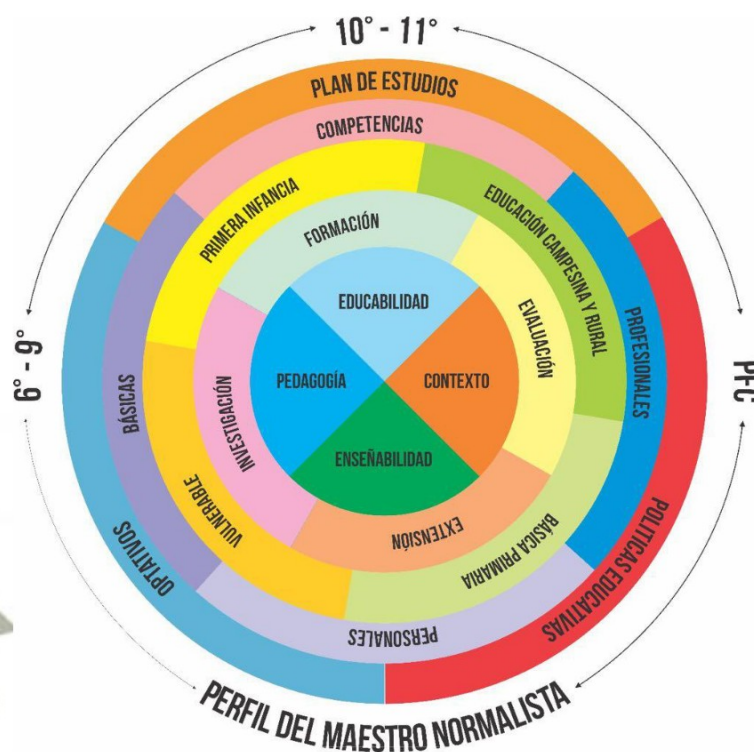 10° - 11°
PLAN DE ESTUDIOS
COMPETENCIAS
PRIMERA INFANCIA
EDUCACIÓN CAMPESINA Y RURAL
FORMACIÓN
EVALUACIÓN
EDUCABILIDAD
PROFESIONALES
6° - 9°
BÁSICAS
INVESTIGACIÓN
PEDAGOGÍA
CONTEXTO
PFC
ENSEÑABILIDAD
VULNERABLE
EXTENSIÓN
BÁSICA PRIMARIA
OPTATIVOS
PERSONALES
POLITICAS EDUCATIVAS
PERFIL DEL MAESTRO NORMALISTA